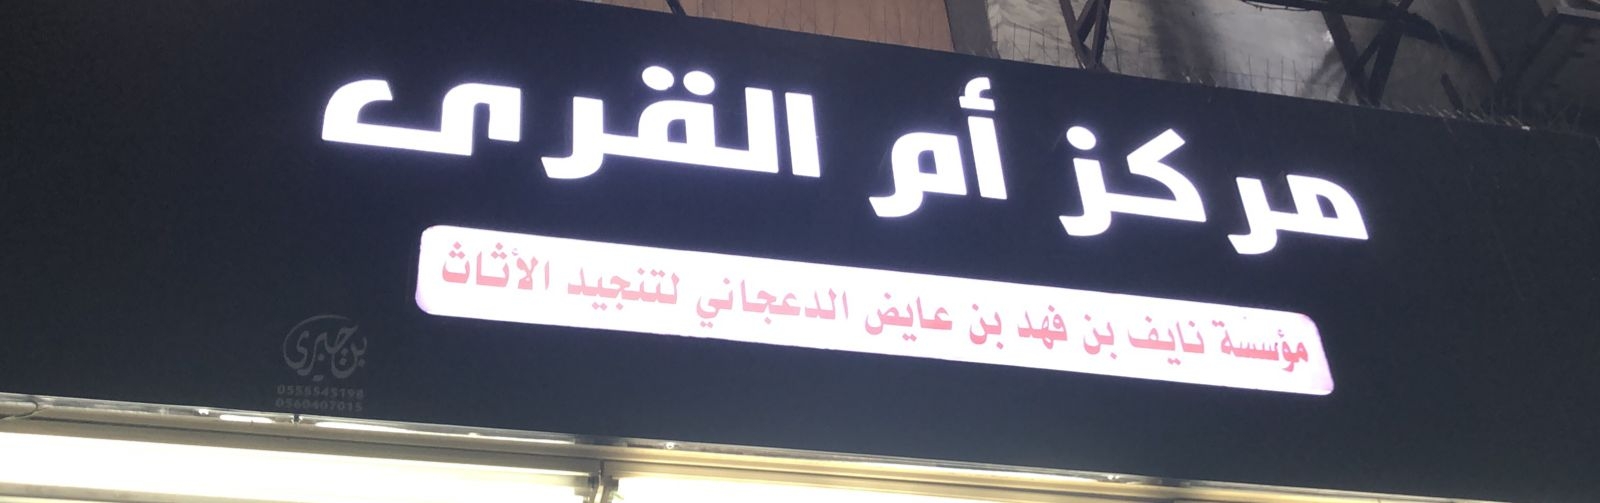 مركز أم القرى
مؤسسة نايف بن فهد بن عايض الدعجاني لتنجيد الأثاث
بن جبري
0555545198
0560407015